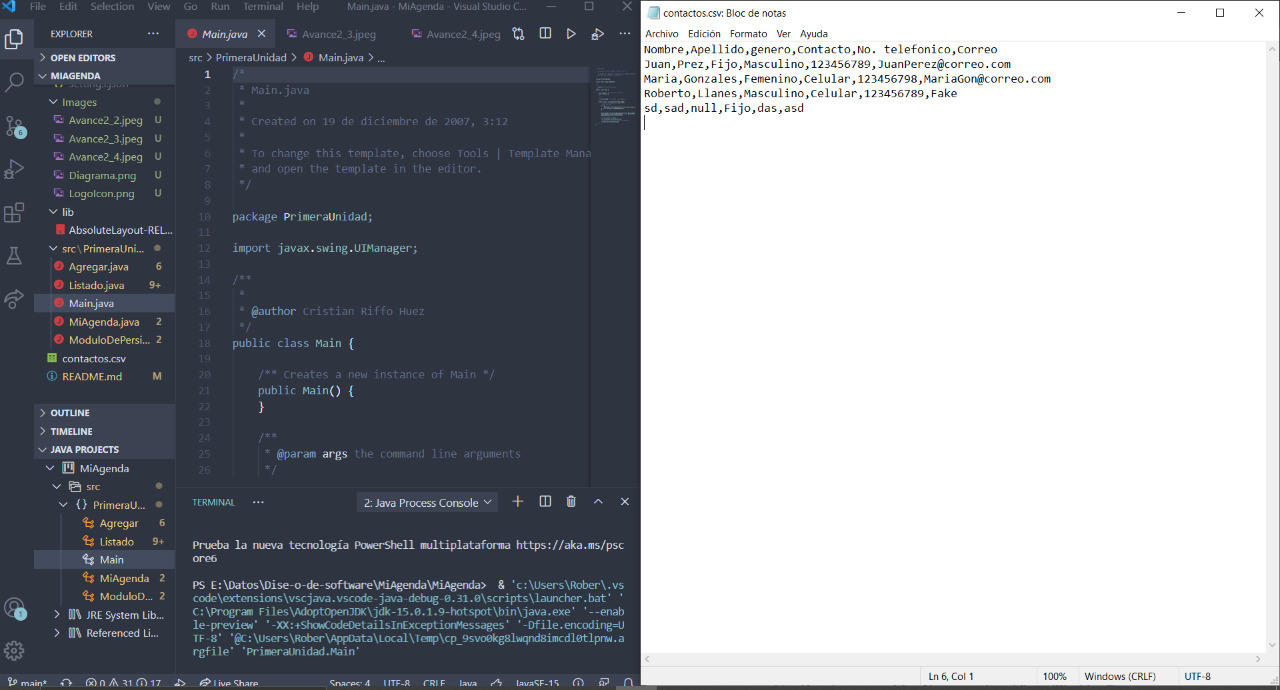 File Edit Selection View Go Run Terminal Help Main.java - MiAgenda - Visual Studio C...
EXPLORER
OPEN EDITORS
MIAGENDA
settings.json
Images
Avance2_2.jpeg U
Avance2_3.jpeg U
Avance2_4.jpeg U
Diagrama.png U
LogoIcon.png U
lib
AbsoluteLayout-REL...
src\PrimeraUni...
Agregar.java 6
Listado.java 9+
Main.java
MiAgenda.java 2
ModuloDePersi... 2
contactos.csv
README.md M
OUTLINE
TIMELINE
JAVA PROJECTS
MiAgenda
src
PrimeraU...
Agregar 6
Listado 9+
Main
MiAgenda 2
ModuloD... 2
JRE System Lib...
Referenced Li...
6
1
Main.java Avance2_3.jpeg Avance2_4.jpeg
src > PrimeraUnidad > Main.java > ...
1 /*
2 * Main.java
3 *
4 * Created on 19 de diciembre de 2007, 3:12
5 *
6 * To change this template, choose Tools | Template Mana
7 * and open the template in the editor.
8 */
9
10 package PrimeraUnidad;
11
12 import javax.swing.UIManager;
13
14 /**
15 *
16 * @author Cristian Riffo Huez
17 */
18 public class Main {
19
20 /** Creates a new instance of Main */
21 public Main() {
22 }
23
24 /**
25 * @param args the command line arguments
26 */
TERMINAL ... 2: Java Process Console
Prueba la nueva tecnología PowerShell multiplataforma https://aka.ms/psc
ore6
PS E:\Datos\Dise-o-de-software\MiAgenda\MiAgenda> & 'c:\Users\Rober\.vs
code\extensions\vscjava.vscode-java-debug-0.31.0\scripts\launcher.bat' '
C:\Program Files\AdoptOpenJDK\jdk-15.0.1.9-hotspot\bin\java.exe' '--enab
le-preview' '-XX:+ShowCodeDetailsInExceptionMessages' '-Dfile.encoding=U
TF-8' '@C:\Users\Rober\AppData\Local\Temp\cp_9svo0kg8lwqnd8imcdl0tlpnw.a
rgfile' 'PrimeraUnidad.Main'
main* 0 31 17 Live Share Spaces: 4 UTF-8 CRLF Java JavaSE-15
contactos.csv: Bloc de notas
Archivo Edición Formato Ver Ayuda
Nombre,Apellido,genero,Contacto,No. telefonico,Correo
Juan,Prez,Fijo,Masculino,123456789,JuanPerez@correo.com
Maria,Gonzales,Femenino,Celular,123456798,MariaGon@correo.com
Roberto,Llanes,Masculino,Celular,123456789,Fake
sd,sad,null,Fijo,das,asd
Ln 6, Col 1 100% Windows (CRLF) UTF-8